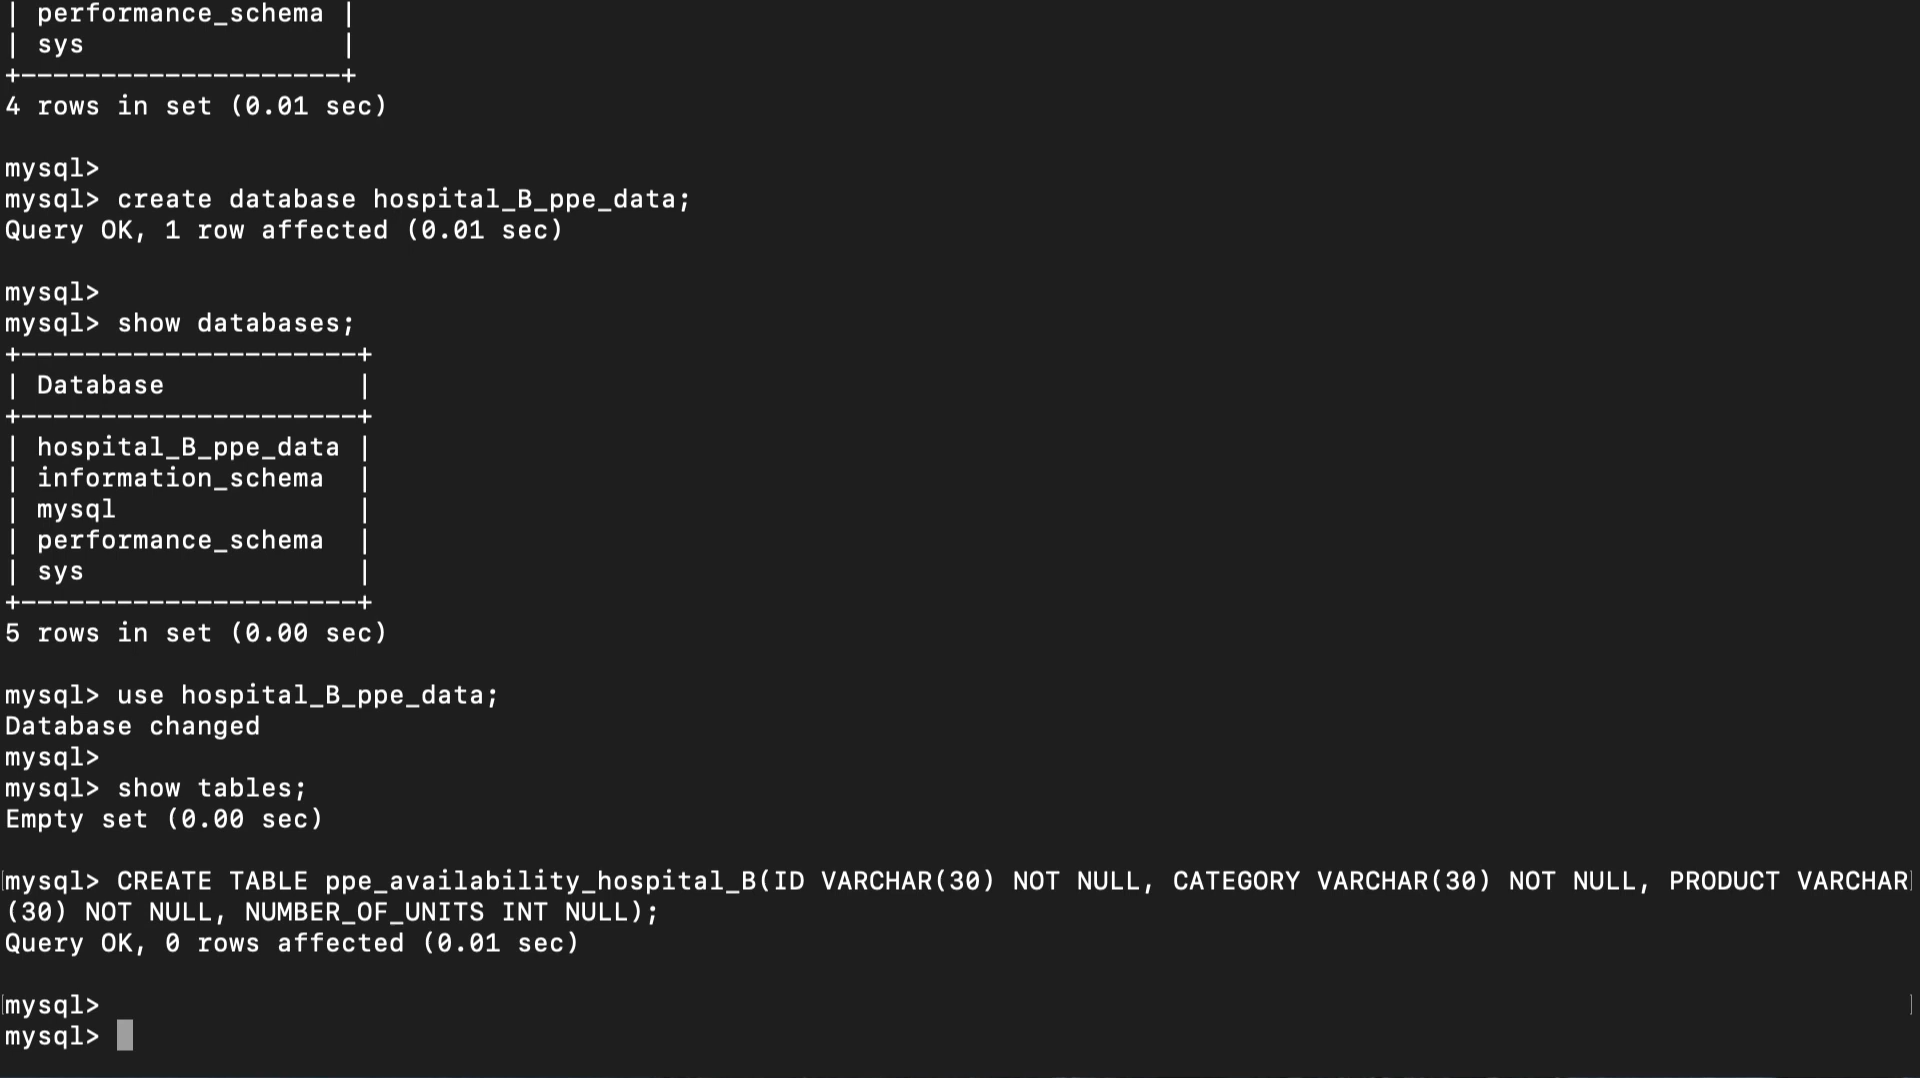 | performance_schema |
| sys                |
+--------------------+
4 rows in set (0.01 sec)
mysql>
mysql> create database hospital_B_ppe_data;
Query OK, 1 row affected (0.01 sec)
mysql>
mysql> show databases;
+---------------------+
| Database            |
+---------------------+
| hospital_B_ppe_data |
| information_schema  |
| mysql               |
| performance_schema  |
| sys                 |
+---------------------+
5 rows in set (0.00 sec)
mysql> use hospital_B_ppe_data;
Database changed
mysql>
mysql> show tables;
Empty set (0.00 sec)
mysql> CREATE TABLE ppe_availability_hospital_B(ID VARCHAR(30) NOT NULL, CATEGORY VARCHAR(30) NOT NULL, PRODUCT VARCHAR
(30) NOT NULL, NUMBER_OF_UNITS INT NULL);
Query OK, 0 rows affected (0.01 sec)
mysql>
mysql>